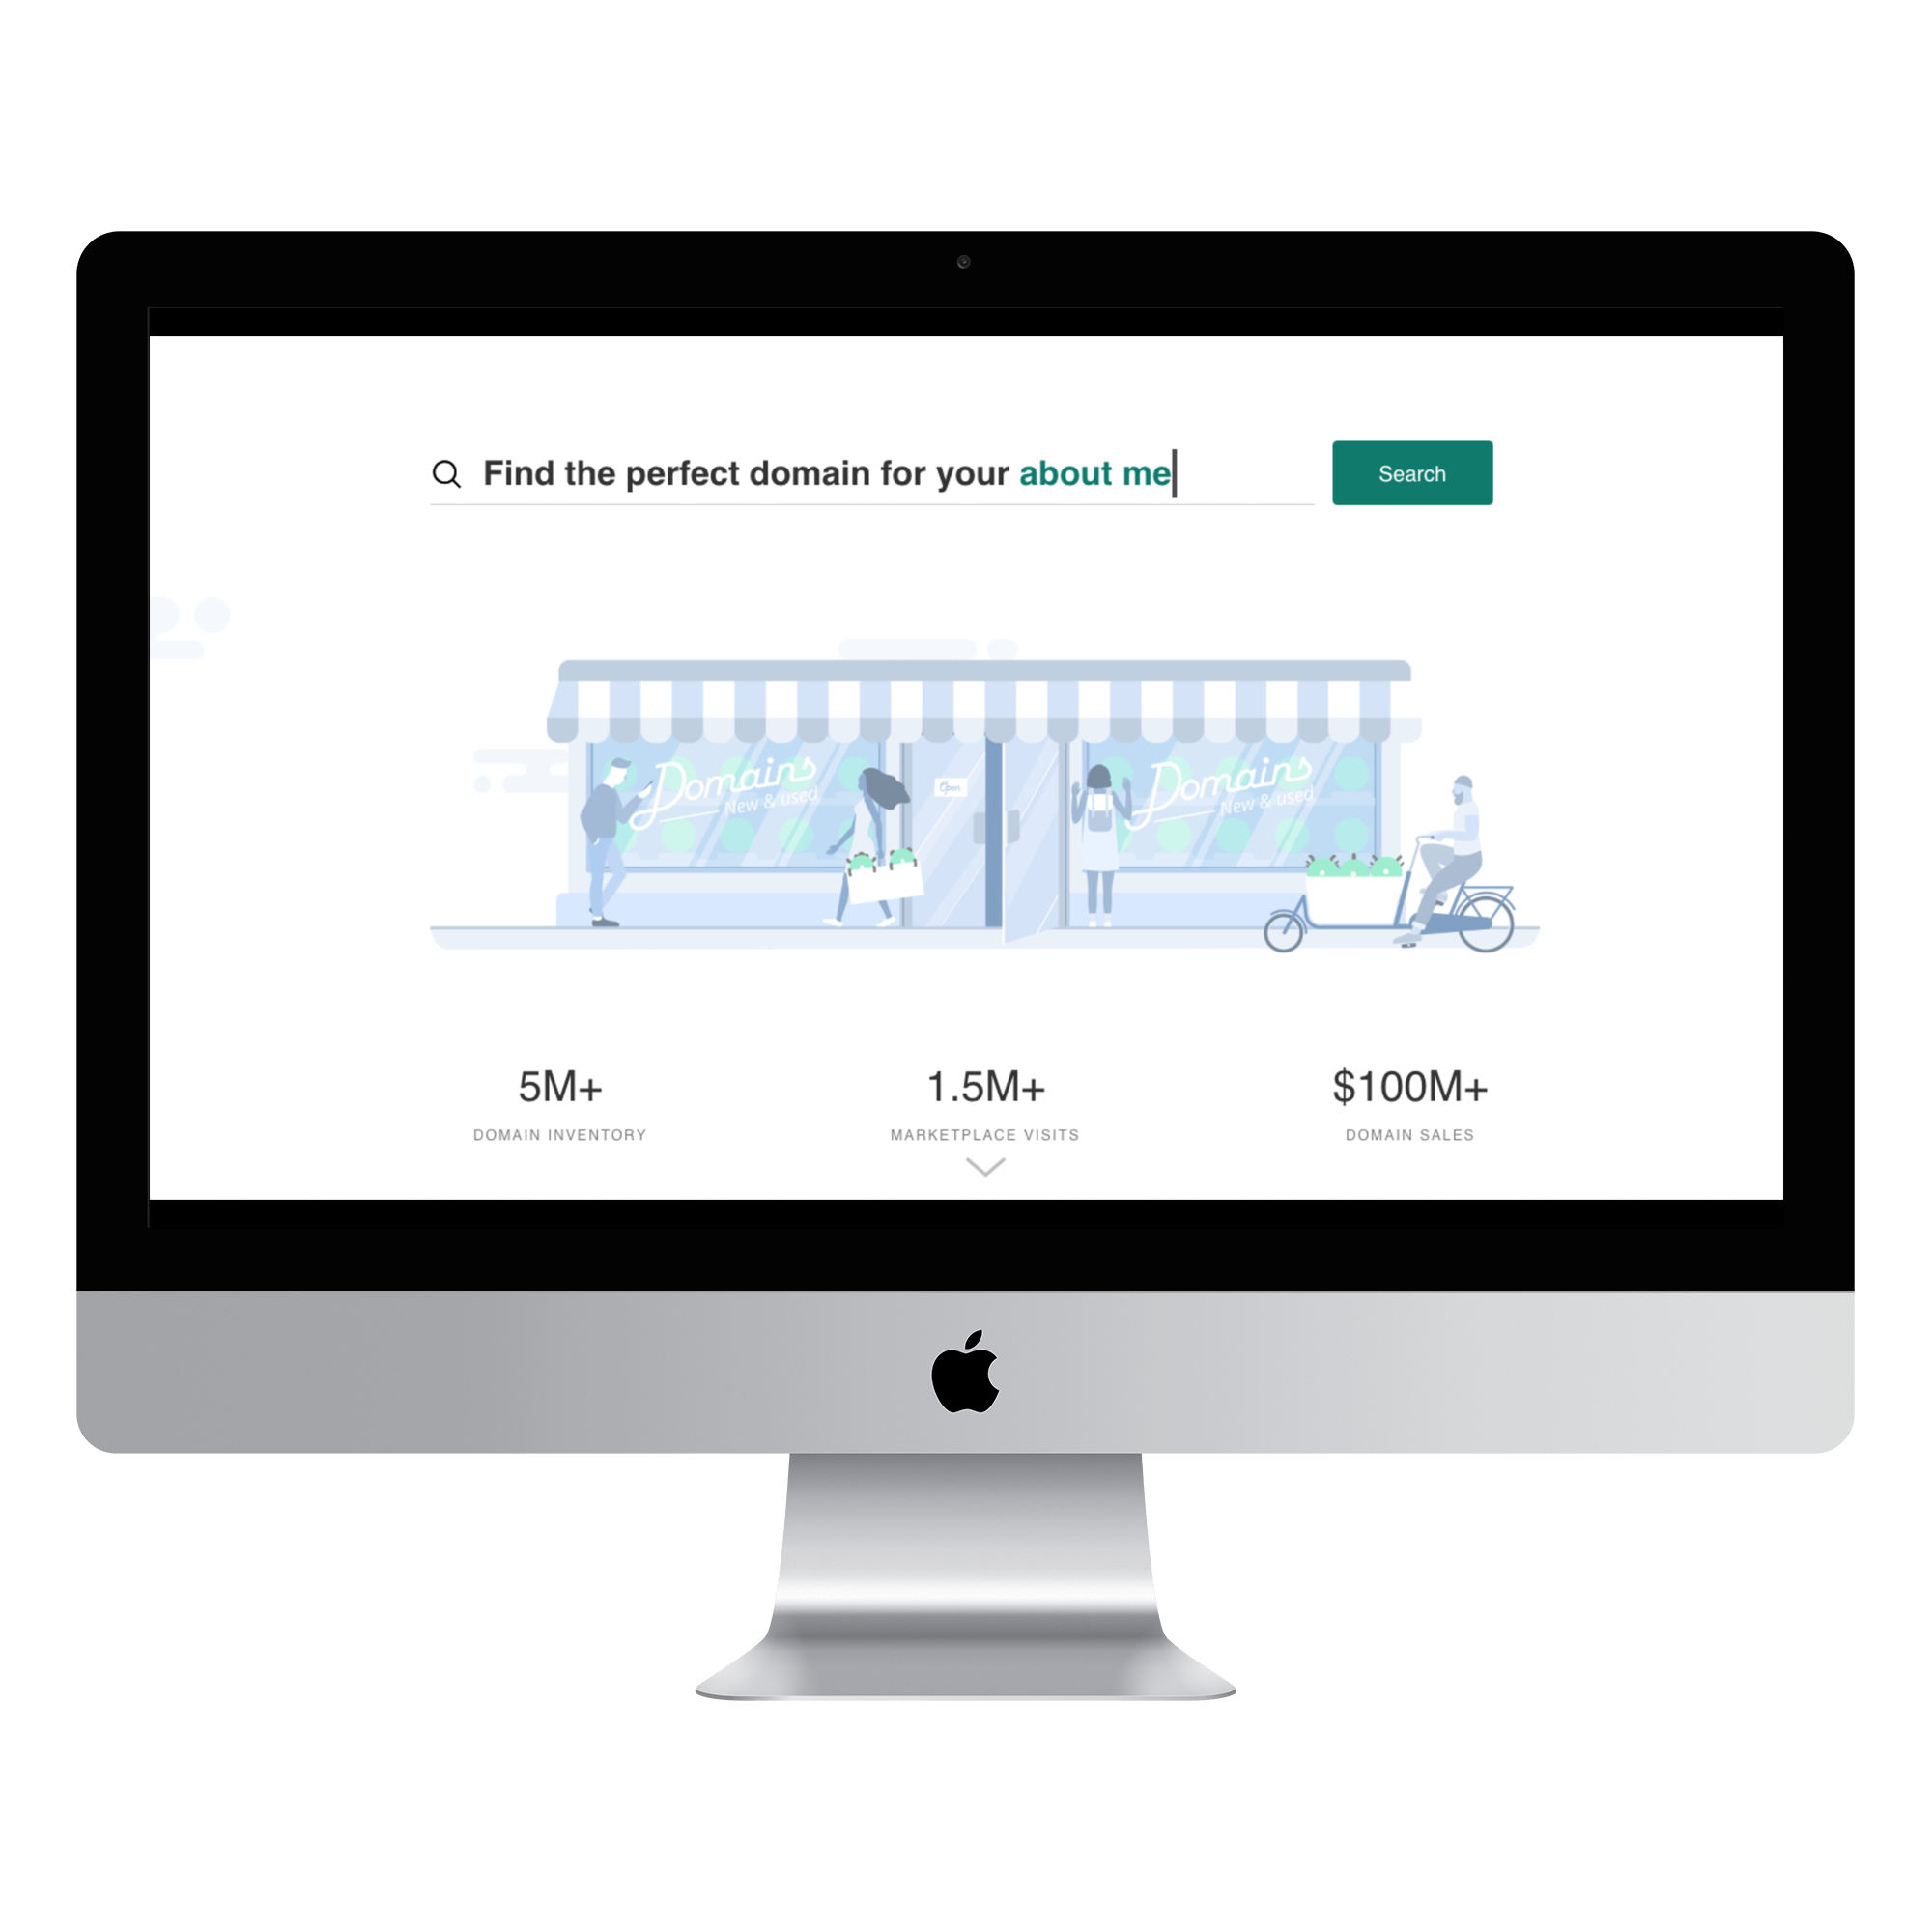 Find the perfect domain for your about me
Search
Domains
New & used
Open
Domains
New & used
5M+
DOMAIN INVENTORY
1.5M+
MARKETPLACE VISITS
$100M+
DOMAIN SALES